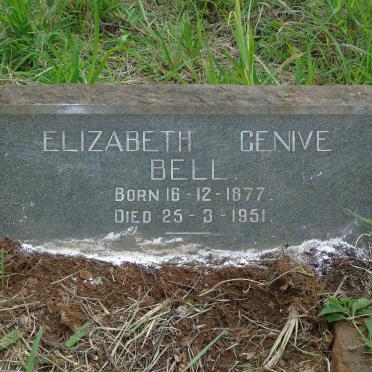 ELIZABETH GENIVE
BELL.
BORN 16-12-1877.
DIED 25-3-1951.